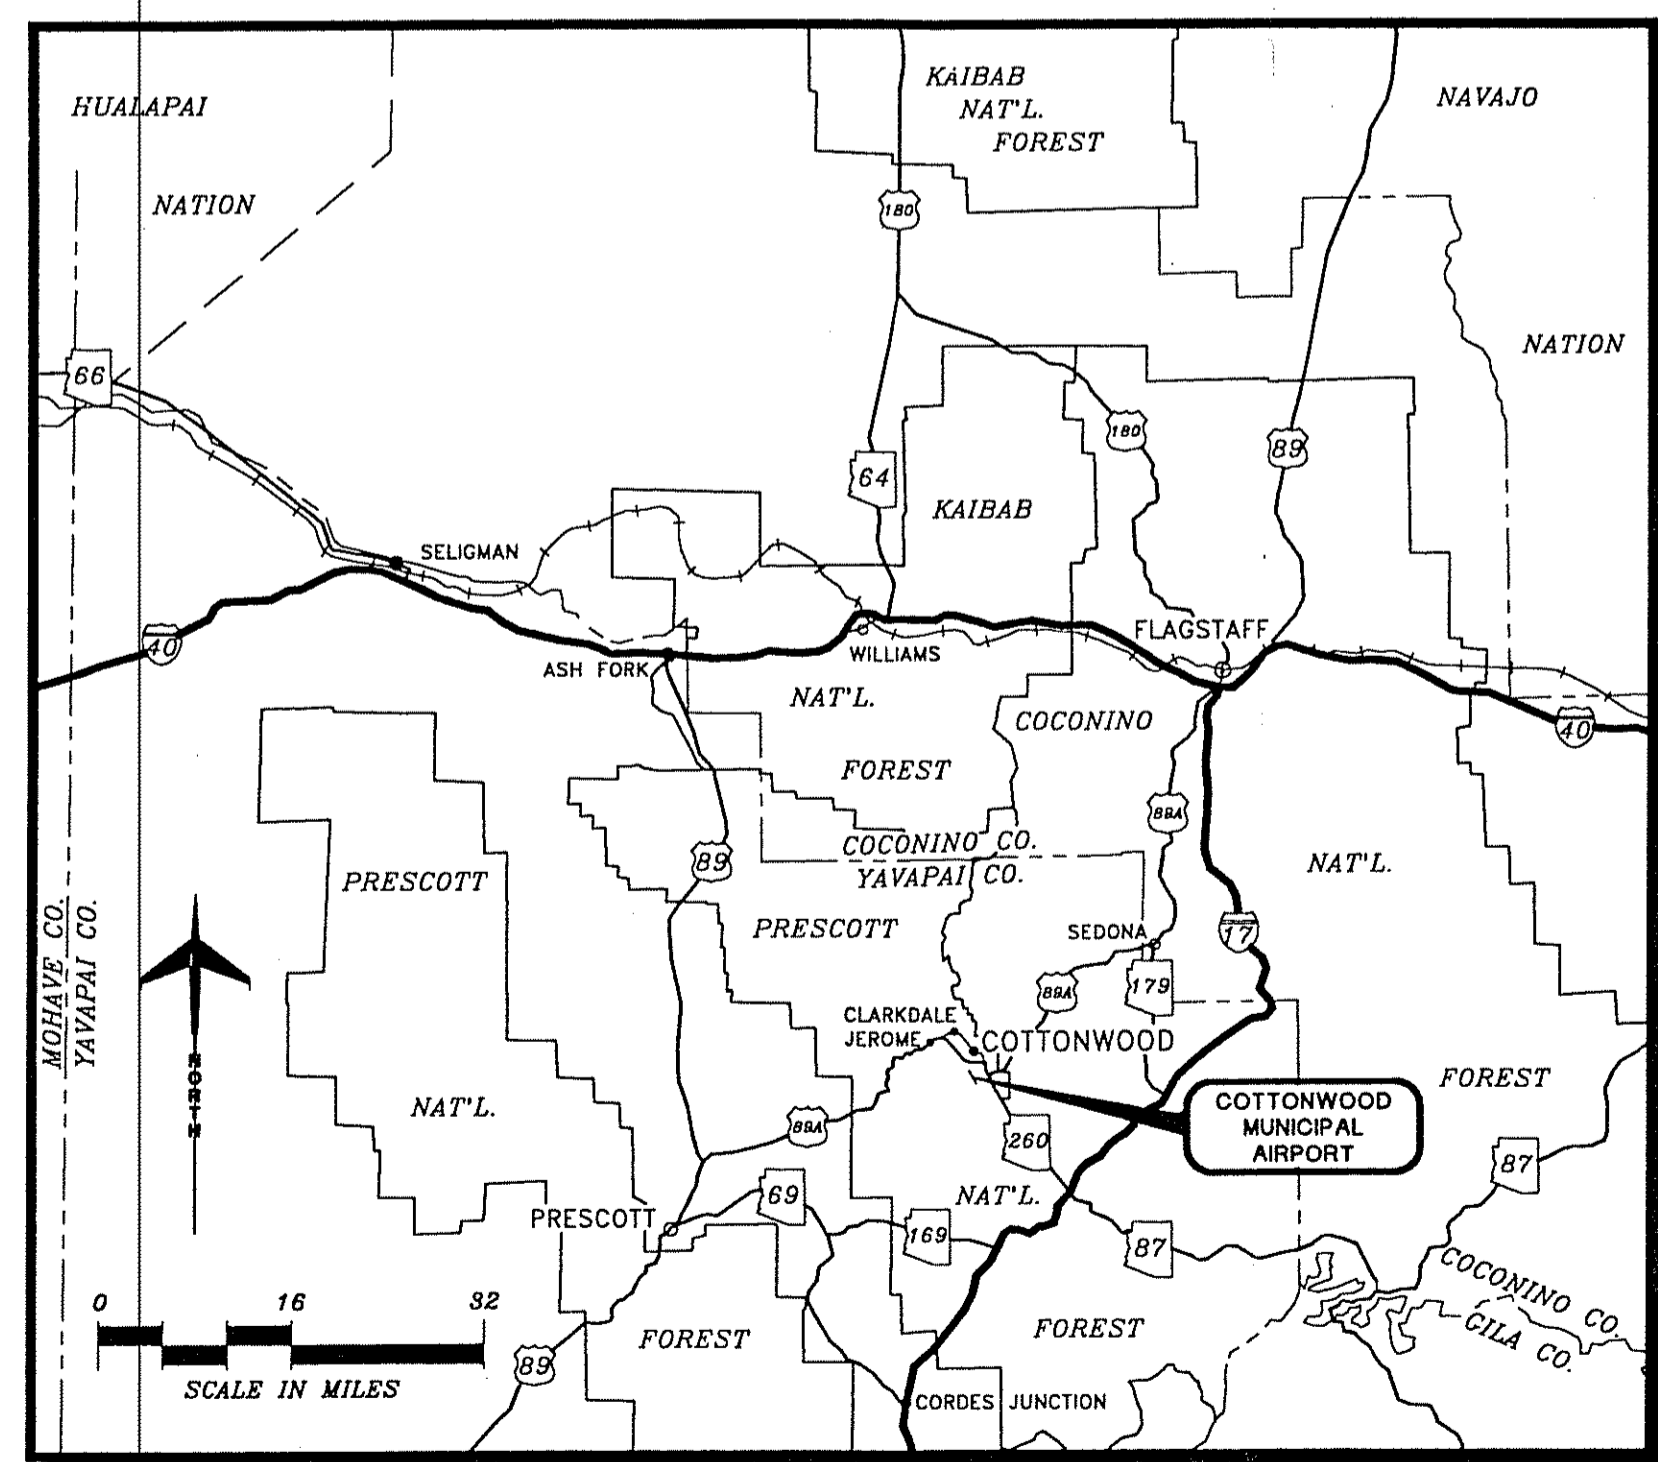 HUALAPAI
NATION
KAIBAB
NAT'L.
FOREST
NAVAJO
NATION
180
66
64
180
89
KAIBAB
SELIGMAN
40
ASH FORK
WILLIAMS
FLAGSTAFF
NAT'L.
COCONINO
40
FOREST
89A
COCONINO CO.
YAVAPAI CO.
89
NAT'L.
PRESCOTT
MOHAVE CO.
YAVAPAI CO.
PRESCOTT
SEDONA
17
89A
179
CLARKDALE
JEROME
COTTONWOOD
NORTH
FOREST
NAT'L.
COTTONWOOD
MUNICIPAL
AIRPORT
89A
260
87
69
NAT'L.
PRESCOTT
169
87
COCONINO CO.
GILA CO.
0 16 32
SCALE IN MILES
FOREST
FOREST
89
CORDES JUNCTION